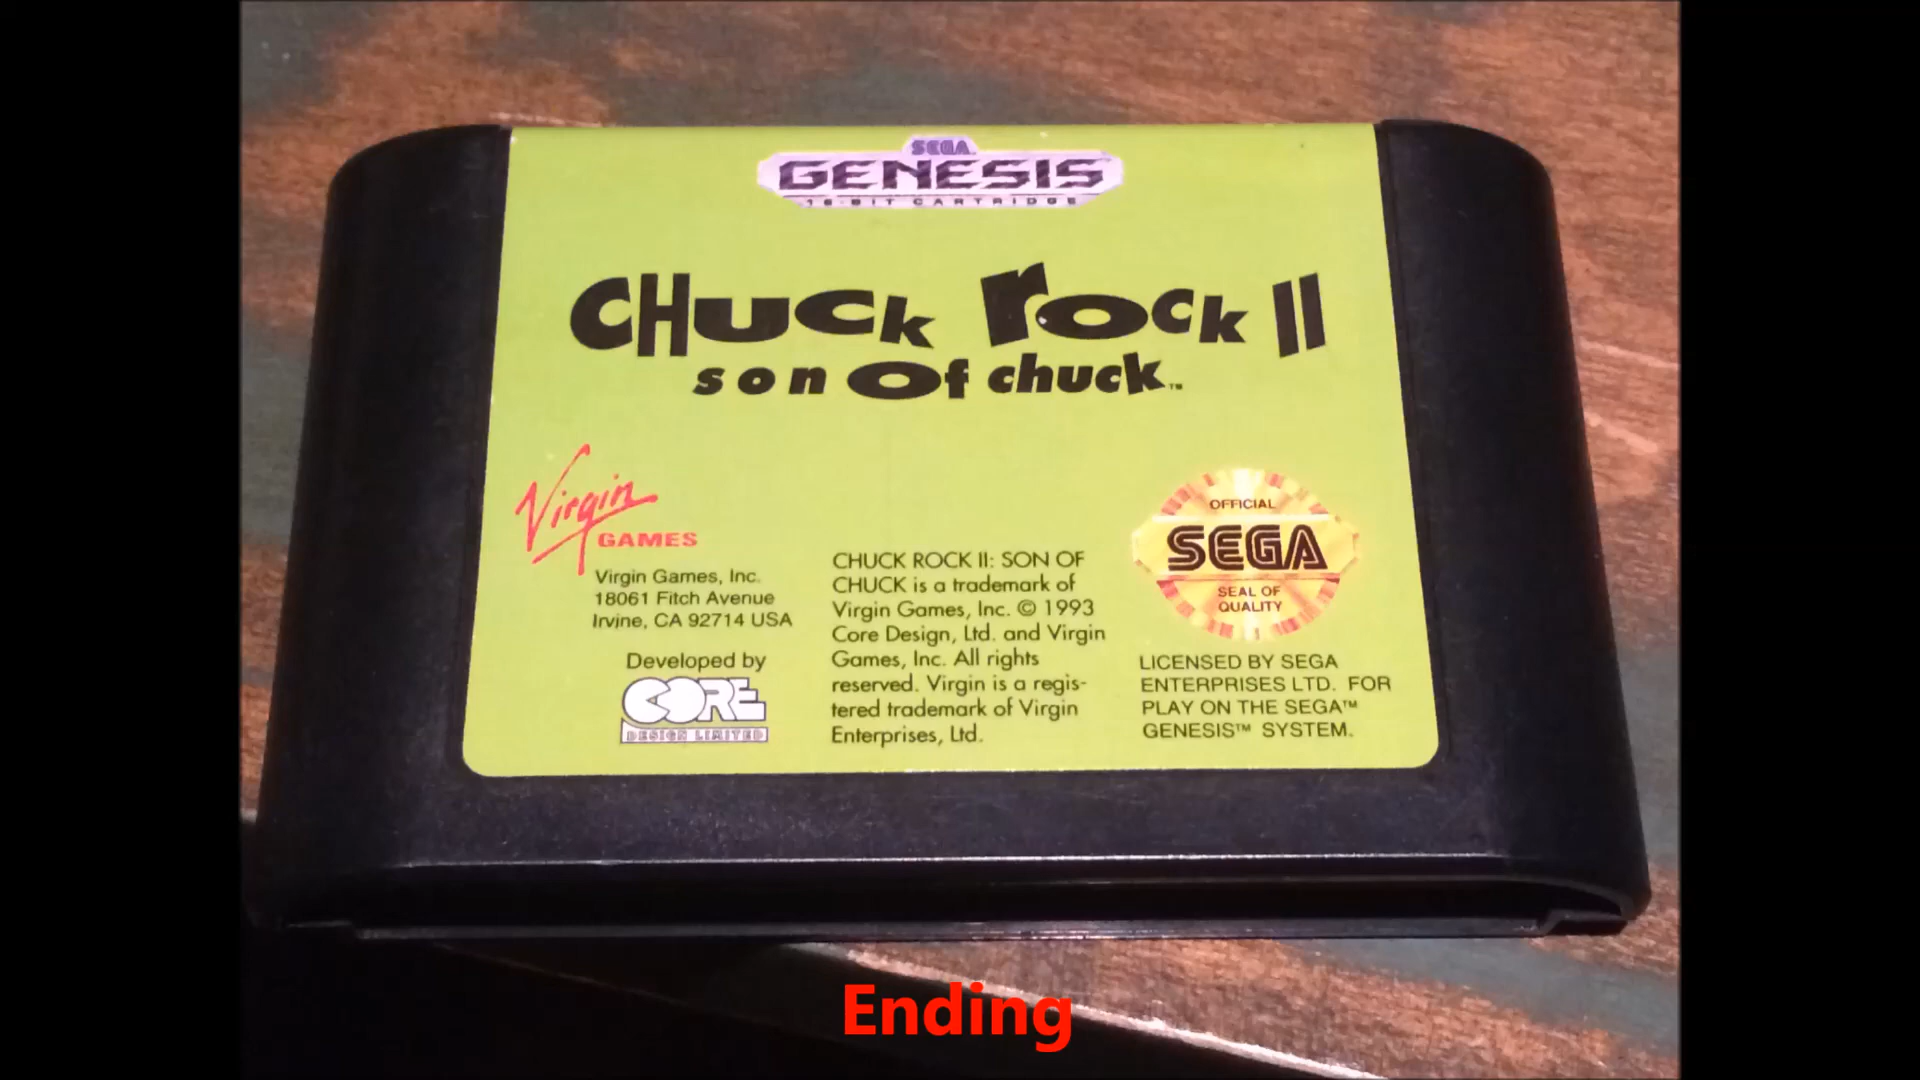 SEGA
GENESIS
16-BIT CARTRIDGE
CHUCK ROCK II
son of chuck™
Virgin
GAMES
Virgin Games, Inc.
18061 Fitch Avenue
Irvine, CA 92714 USA
Developed by
CORE
DESIGN LIMITED
CHUCK ROCK II: SON OF
CHUCK is a trademark of
Virgin Games, Inc. © 1993
Core Design, Ltd. and Virgin
Games, Inc. All rights
reserved. Virgin is a regis-
tered trademark of Virgin
Enterprises, Ltd.
OFFICIAL
SEGA
SEAL OF
QUALITY
LICENSED BY SEGA
ENTERPRISES LTD. FOR
PLAY ON THE SEGA™
GENESIS™ SYSTEM.
Ending